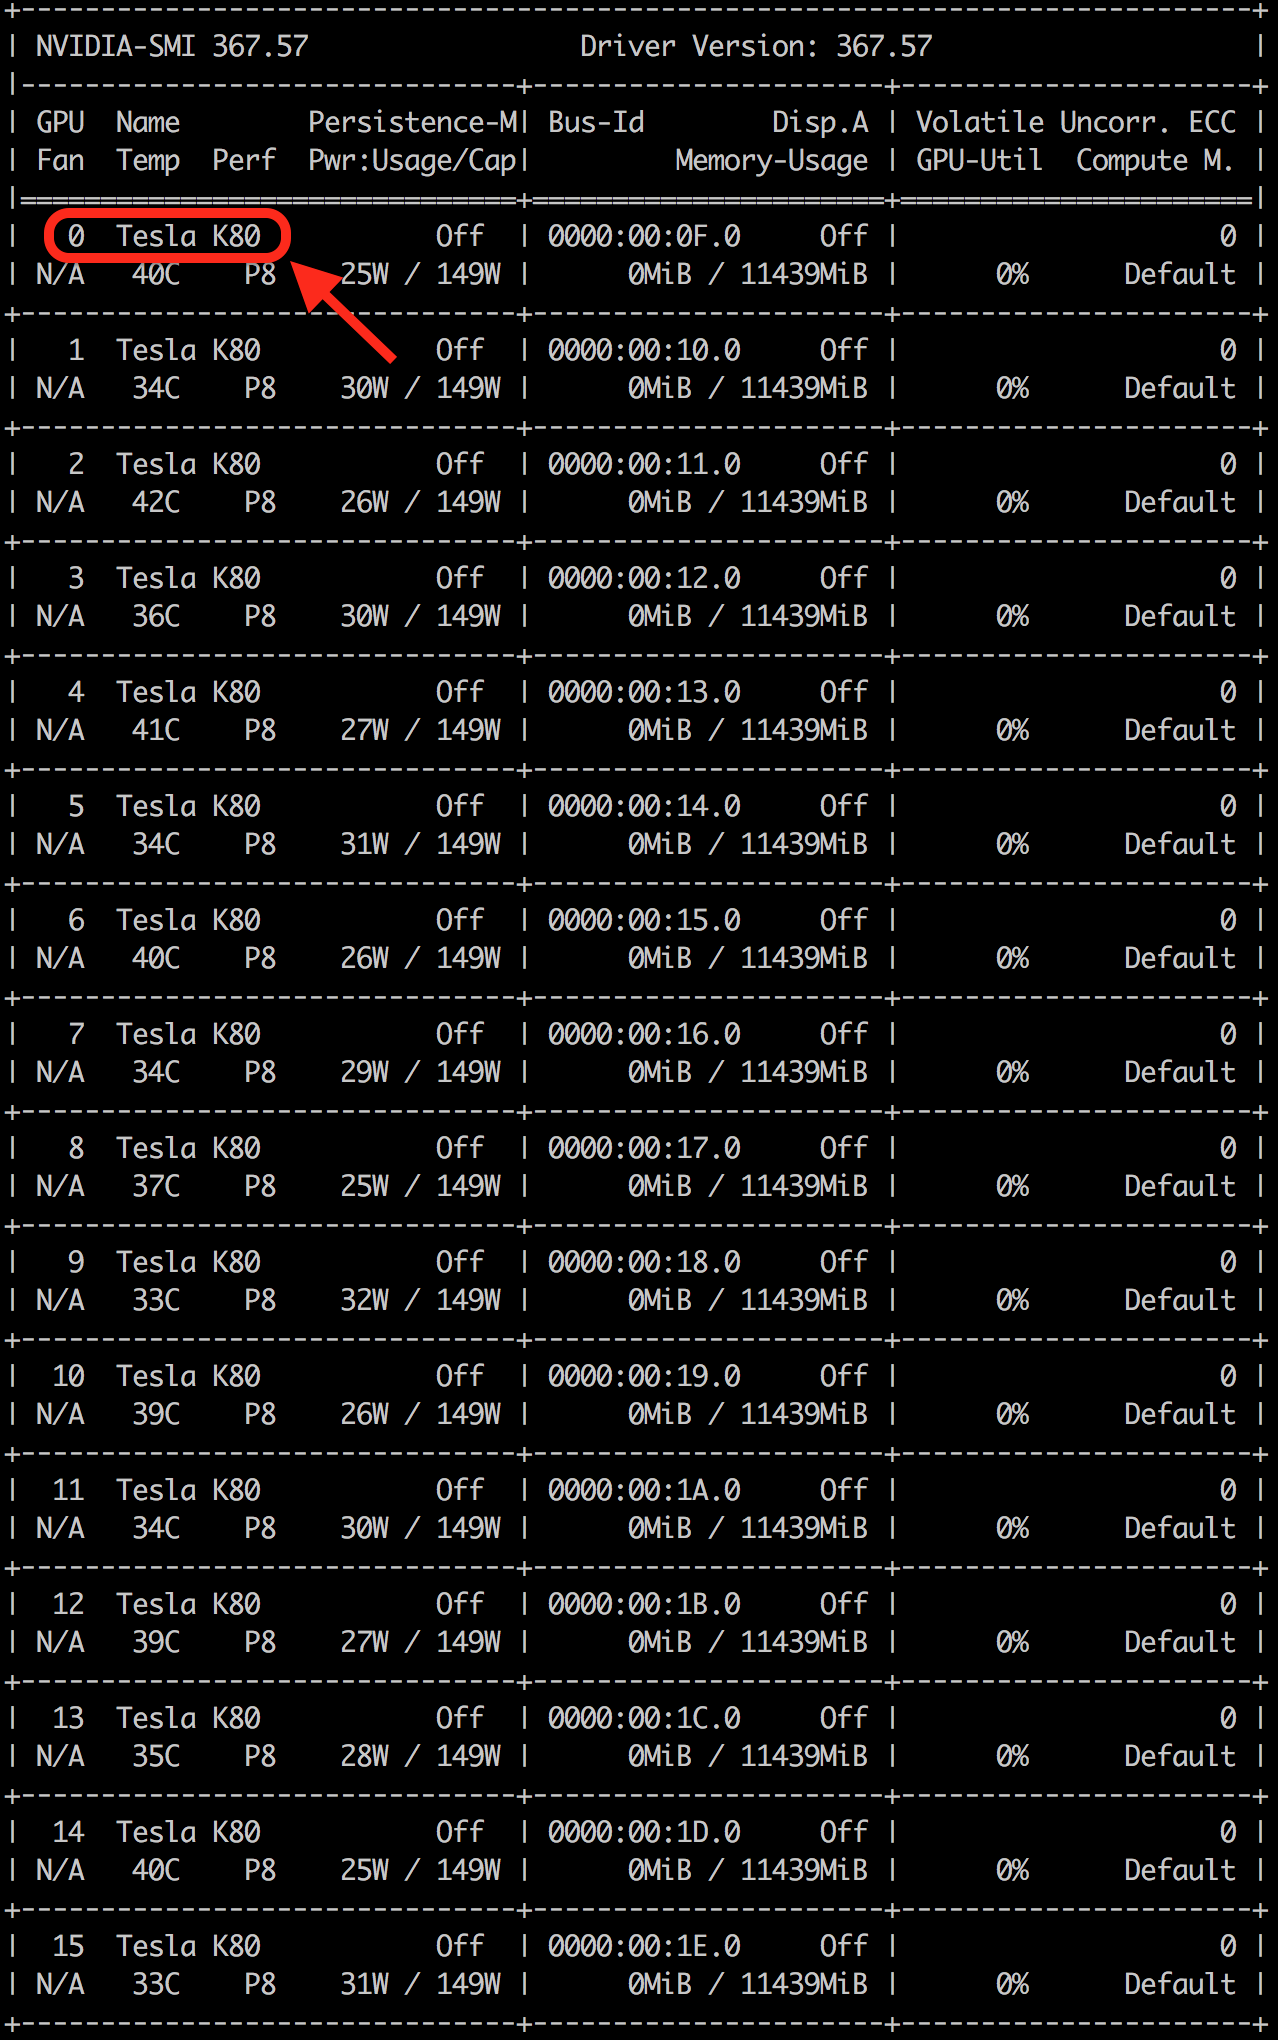 +-----------------------------------------------------------------------------+
| NVIDIA-SMI 367.57                 Driver Version: 367.57                    |
|-------------------------------+----------------------+----------------------+
| GPU  Name        Persistence-M| Bus-Id        Disp.A | Volatile Uncorr. ECC |
| Fan  Temp  Perf  Pwr:Usage/Cap|         Memory-Usage | GPU-Util  Compute M. |
|===============================+======================+======================|
|   0  Tesla K80           Off  | 0000:00:0F.0     Off |                    0 |
| N/A   40C    P8    25W / 149W |      0MiB / 11439MiB |      0%      Default |
+-------------------------------+----------------------+----------------------+
|   1  Tesla K80           Off  | 0000:00:10.0     Off |                    0 |
| N/A   34C    P8    30W / 149W |      0MiB / 11439MiB |      0%      Default |
+-------------------------------+----------------------+----------------------+
|   2  Tesla K80           Off  | 0000:00:11.0     Off |                    0 |
| N/A   42C    P8    26W / 149W |      0MiB / 11439MiB |      0%      Default |
+-------------------------------+----------------------+----------------------+
|   3  Tesla K80           Off  | 0000:00:12.0     Off |                    0 |
| N/A   36C    P8    30W / 149W |      0MiB / 11439MiB |      0%      Default |
+-------------------------------+----------------------+----------------------+
|   4  Tesla K80           Off  | 0000:00:13.0     Off |                    0 |
| N/A   41C    P8    27W / 149W |      0MiB / 11439MiB |      0%      Default |
+-------------------------------+----------------------+----------------------+
|   5  Tesla K80           Off  | 0000:00:14.0     Off |                    0 |
| N/A   34C    P8    31W / 149W |      0MiB / 11439MiB |      0%      Default |
+-------------------------------+----------------------+----------------------+
|   6  Tesla K80           Off  | 0000:00:15.0     Off |                    0 |
| N/A   40C    P8    26W / 149W |      0MiB / 11439MiB |      0%      Default |
+-------------------------------+----------------------+----------------------+
|   7  Tesla K80           Off  | 0000:00:16.0     Off |                    0 |
| N/A   34C    P8    29W / 149W |      0MiB / 11439MiB |      0%      Default |
+-------------------------------+----------------------+----------------------+
|   8  Tesla K80           Off  | 0000:00:17.0     Off |                    0 |
| N/A   37C    P8    25W / 149W |      0MiB / 11439MiB |      0%      Default |
+-------------------------------+----------------------+----------------------+
|   9  Tesla K80           Off  | 0000:00:18.0     Off |                    0 |
| N/A   33C    P8    32W / 149W |      0MiB / 11439MiB |      0%      Default |
+-------------------------------+----------------------+----------------------+
|  10  Tesla K80           Off  | 0000:00:19.0     Off |                    0 |
| N/A   39C    P8    26W / 149W |      0MiB / 11439MiB |      0%      Default |
+-------------------------------+----------------------+----------------------+
|  11  Tesla K80           Off  | 0000:00:1A.0     Off |                    0 |
| N/A   34C    P8    30W / 149W |      0MiB / 11439MiB |      0%      Default |
+-------------------------------+----------------------+----------------------+
|  12  Tesla K80           Off  | 0000:00:1B.0     Off |                    0 |
| N/A   39C    P8    27W / 149W |      0MiB / 11439MiB |      0%      Default |
+-------------------------------+----------------------+----------------------+
|  13  Tesla K80           Off  | 0000:00:1C.0     Off |                    0 |
| N/A   35C    P8    28W / 149W |      0MiB / 11439MiB |      0%      Default |
+-------------------------------+----------------------+----------------------+
|  14  Tesla K80           Off  | 0000:00:1D.0     Off |                    0 |
| N/A   40C    P8    25W / 149W |      0MiB / 11439MiB |      0%      Default |
+-------------------------------+----------------------+----------------------+
|  15  Tesla K80           Off  | 0000:00:1E.0     Off |                    0 |
| N/A   33C    P8    31W / 149W |      0MiB / 11439MiB |      0%      Default |
+-------------------------------+----------------------+----------------------+